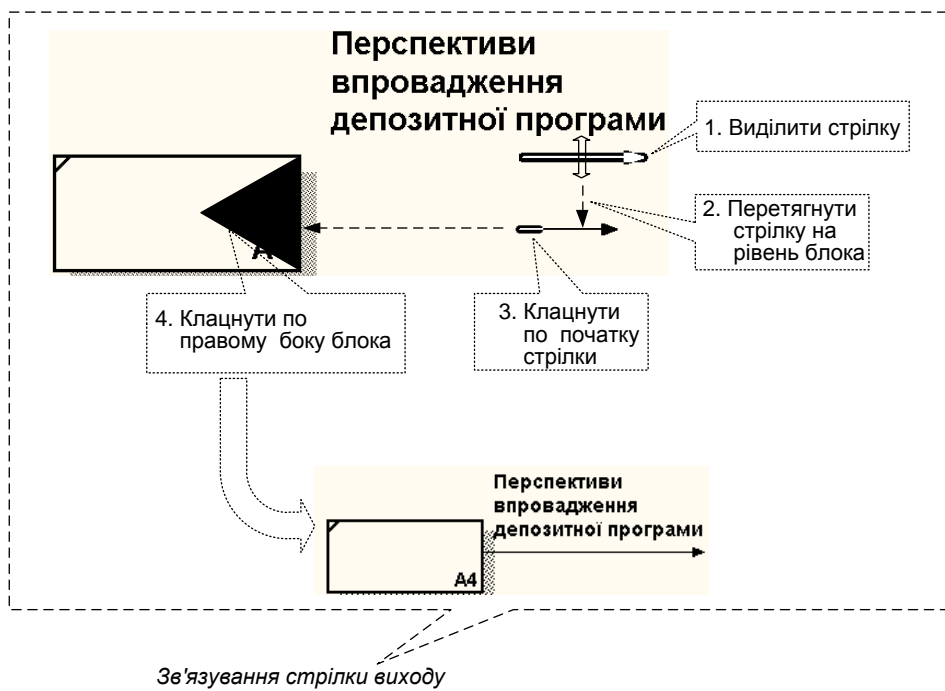 Перспективи
впровадження
депозитної програми
1. Виділити стрілку
2. Перетягнути
стрілку на
рівень блока
A
4. Клацнути по
правому боку блока
3. Клацнути
по початку
стрілки
Перспективи
впровадження
депозитної програми
A4
Зв'язування стрілки виходу